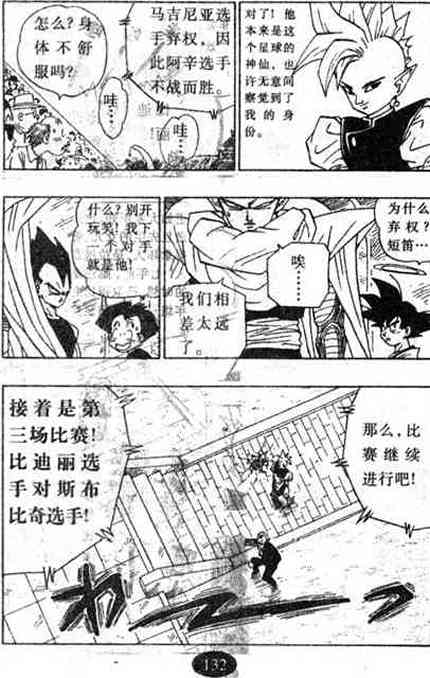 对了！他
本来是这
个星球的
神仙，也
许无意间
察觉到了
我的身
份。
马吉尼亚选
手弃权，因
此阿辛选手
不战而胜。
怎么？身
体不舒
服吗？
哇……
哇……
为什么
弃权？
短笛…
唉……
我们相
差太远
了。
什么？别开
玩笑！我下
一个对手
就是他！
那么，比
赛继续
进行吧！
接着是第
三场比赛！
比迪丽选
手对斯布
比奇选手！
わーーっ
132